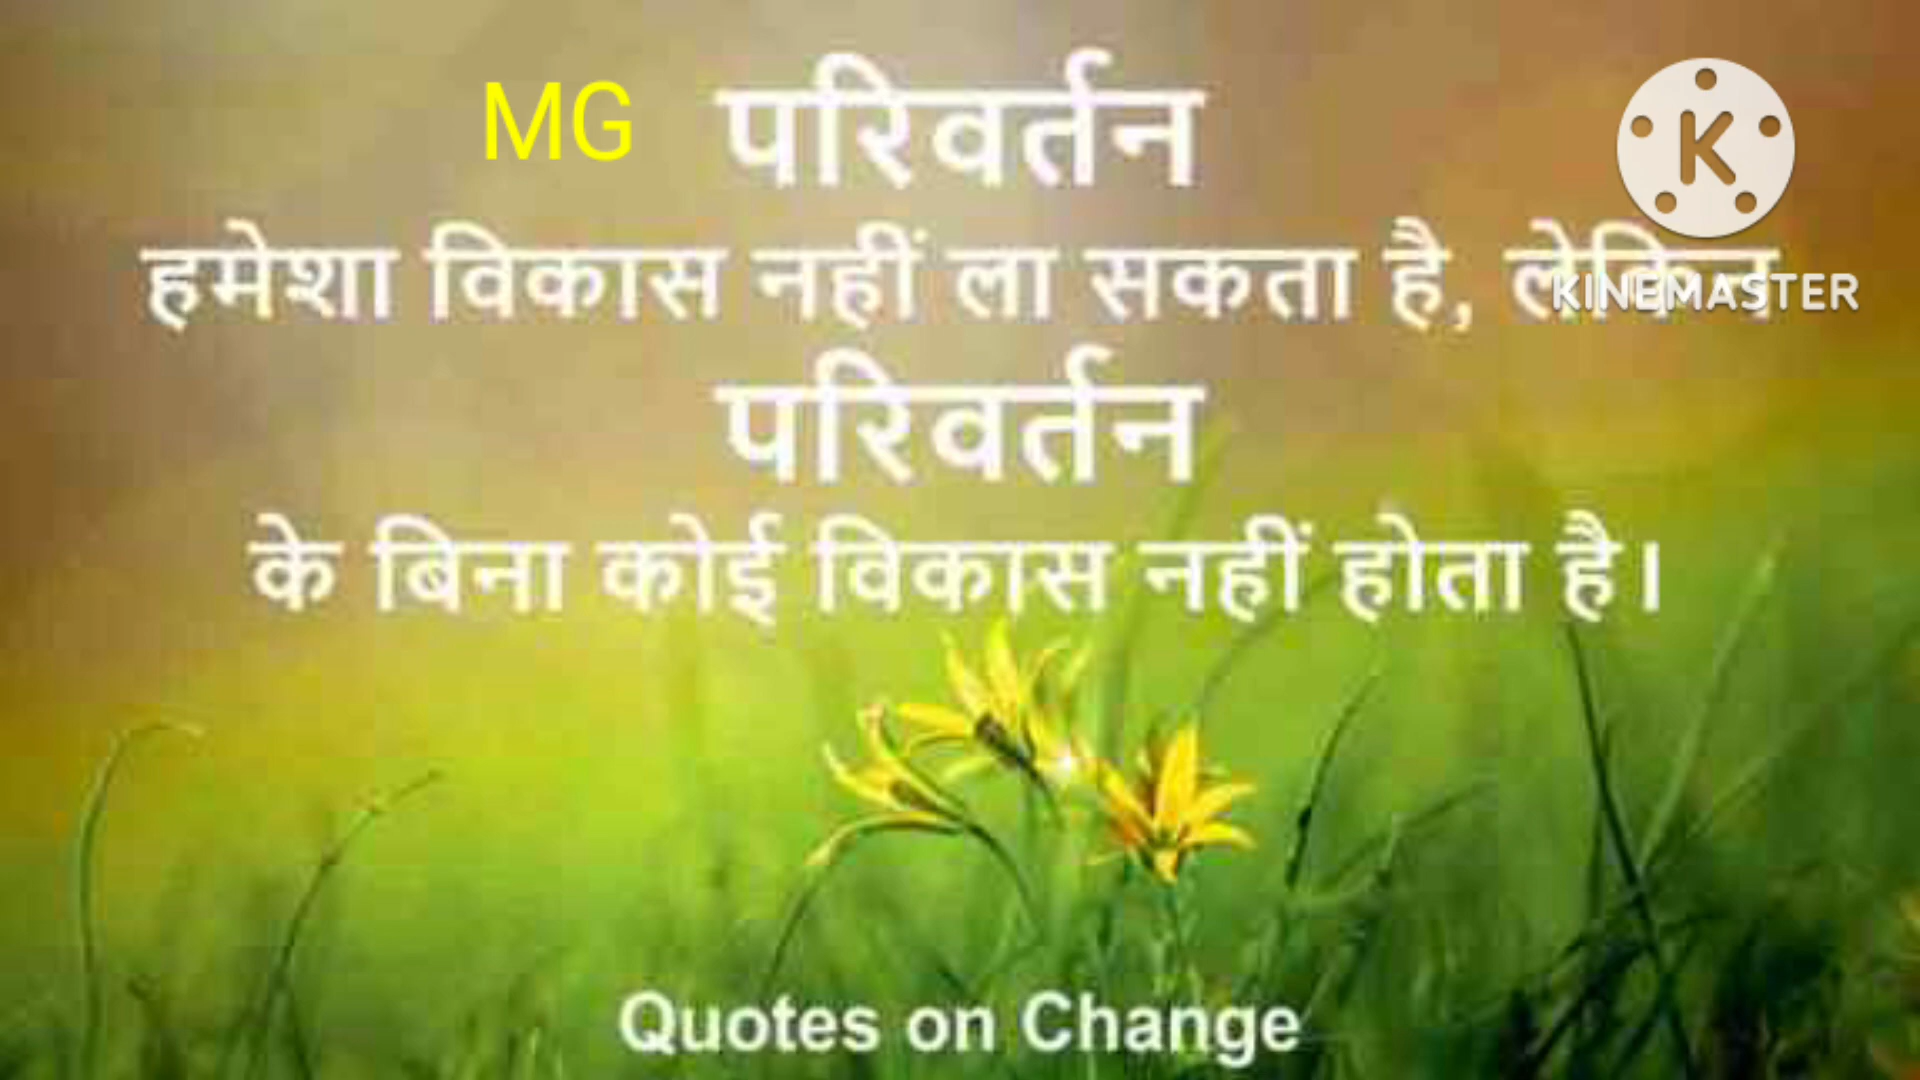 MG परिवर्तन
हमेशा विकास नहीं ला सकता है, लेकिन
KINEMASTER
परिवर्तन
के बिना कोई विकास नहीं होता है।
Quotes on Change